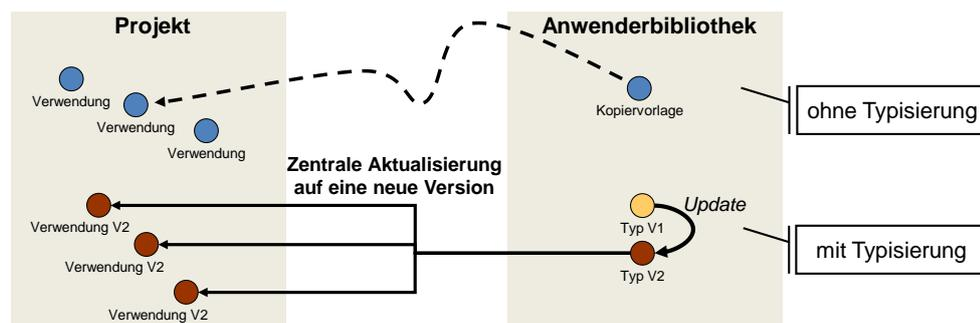 Projekt
Anwenderbibliothek
Verwendung
Verwendung
Verwendung
Kopiervorlage
ohne Typisierung
Zentrale Aktualisierung
auf eine neue Version
Verwendung V2
Verwendung V2
Verwendung V2
Typ V1
Update
Typ V2
mit Typisierung